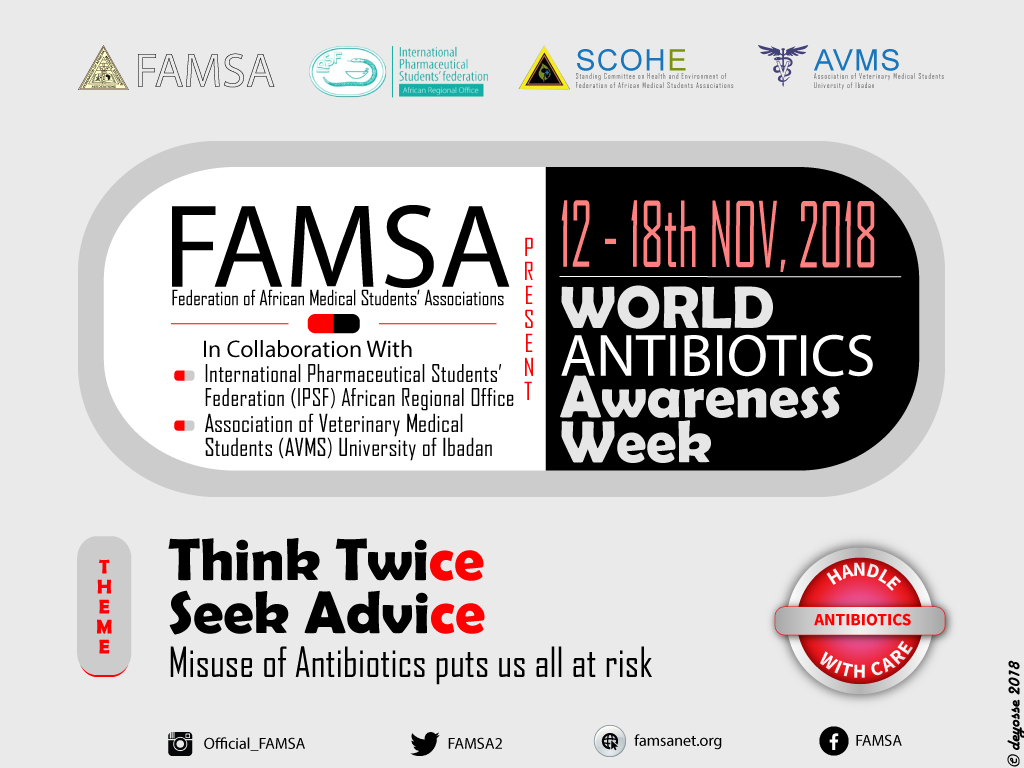 FAMSA
International
Pharmaceutical
Students' federation
African Regional Office
SCOHE
Standing Committee on Health and Environment of
Federation of African Medical Students Associations
AVMS
Association of Veterinary Medical Students
University of Ibadan
FAMSA
Federation of African Medical Students' Associations
In Collaboration With
International Pharmaceutical Students'
Federation (IPSF) African Regional Office
Association of Veterinary Medical
Students (AVMS) University of Ibadan
PRESENT
12 - 18th NOV, 2018
WORLD
ANTIBIOTICS
Awareness
Week
THEME
Think Twice
Seek Advice
Misuse of Antibiotics puts us all at risk
HANDLE
ANTIBIOTICS
WITH CARE
Official_FAMSA
FAMSA2
famsanet.org
FAMSA
© deyosse 2018